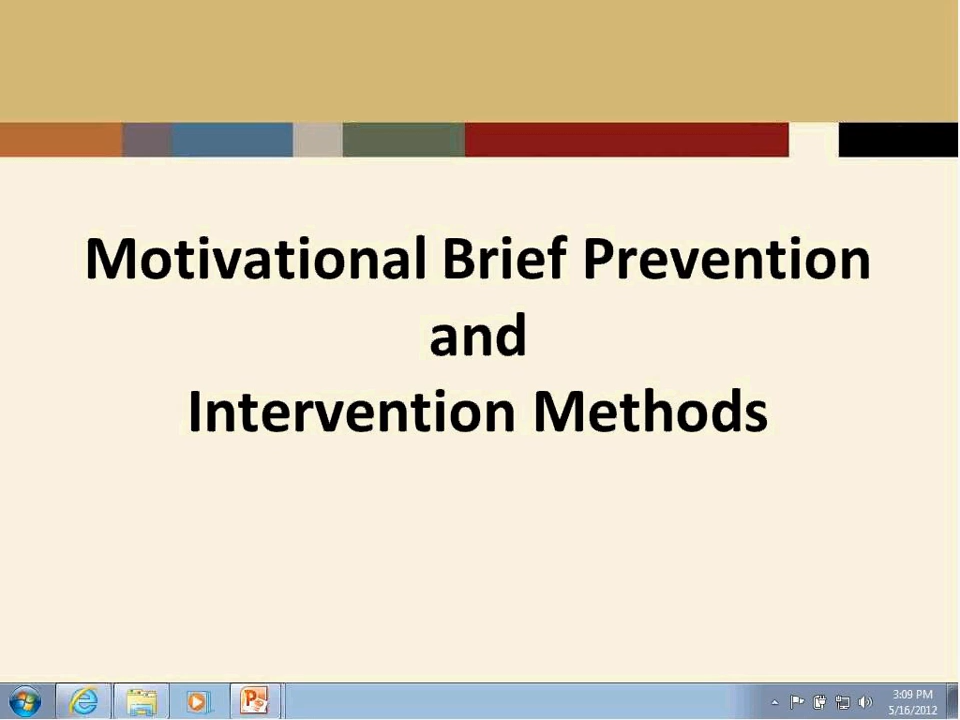 Motivational Brief Prevention
and
Intervention Methods
3:09 PM
5/16/2012